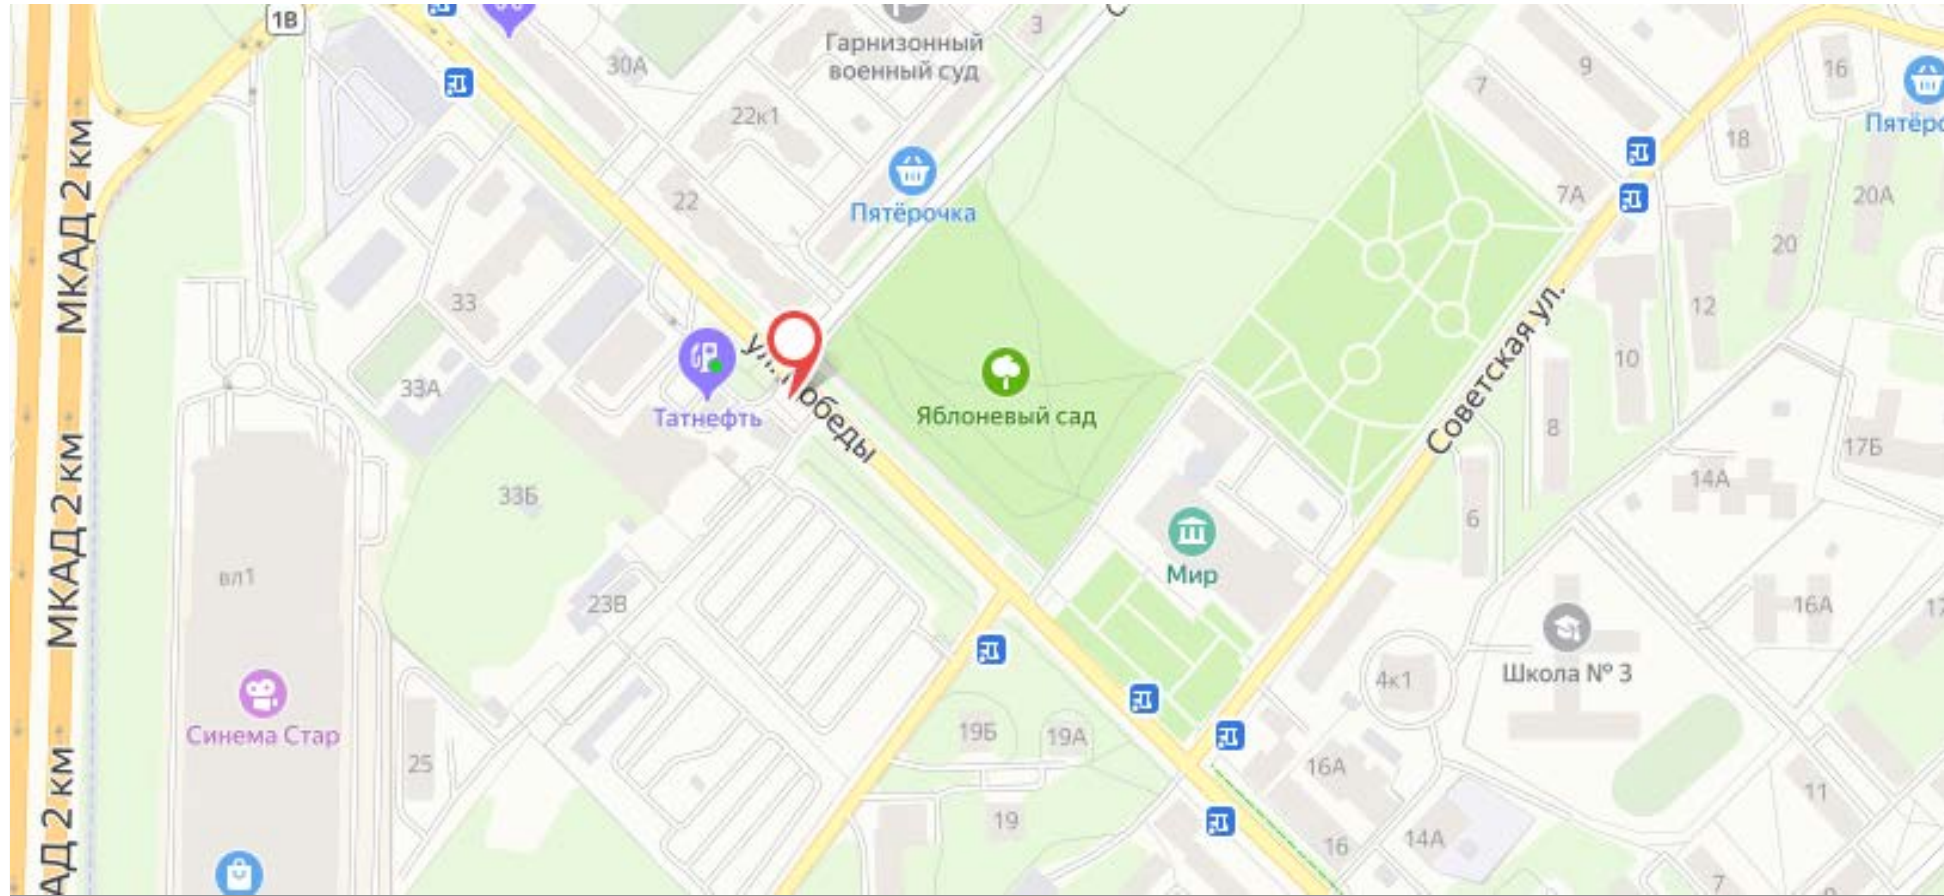 1В
3
Гарнизонный
военный суд
30А
22к1
Пятёрочка
22
7
9
16
Пятёро
18
7А
20А
20
12
10
МКАД 2 км
33
33А
Татнефть
Яблоневый сад
Советская ул.
8
17Б
14А
6
МКАД 2 км
33Б
вл1
23В
Мир
16А
17
Школа № 3
4к1
Синема Стар
25
19Б
19А
16А
11
АД 2 км
19
16
14А
7